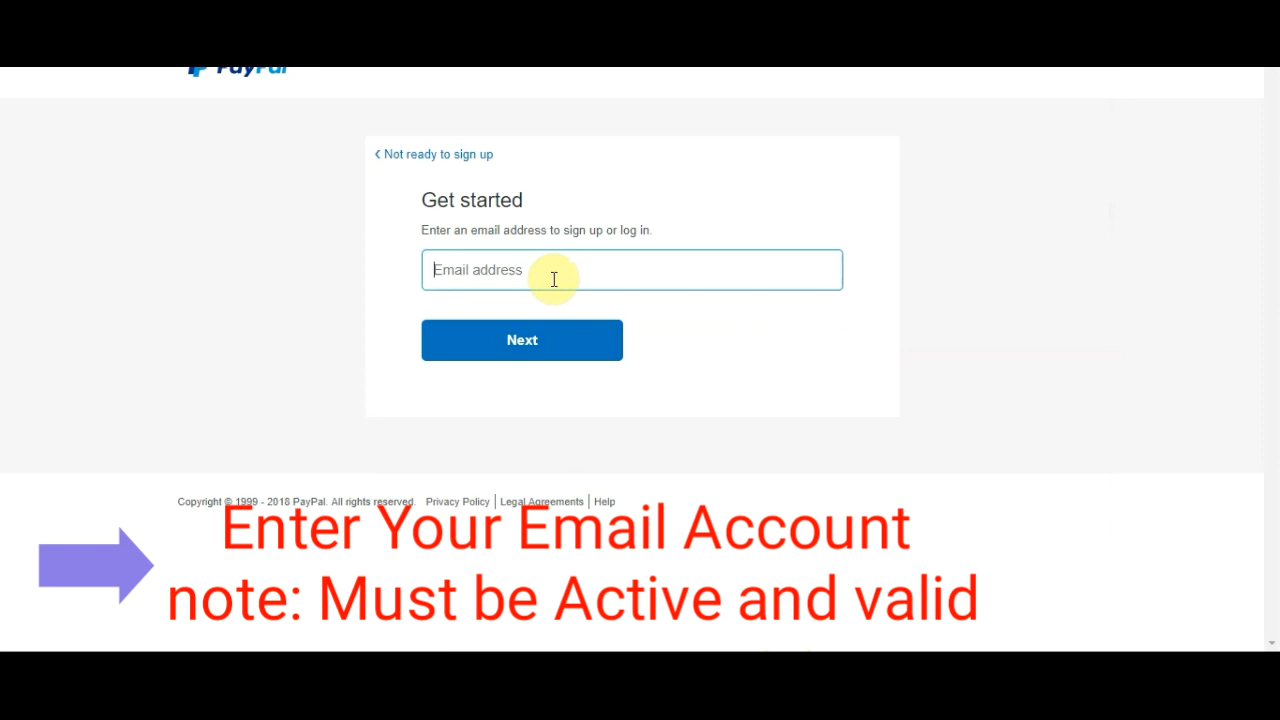 PayPal
Not ready to sign up
Get started
Enter an email address to sign up or log in.
Email address
Next
Copyright © 1999 - 2018 PayPal. All rights reserved. Privacy Policy | Legal Agreements | Help
Enter Your Email Account
note: Must be Active and valid